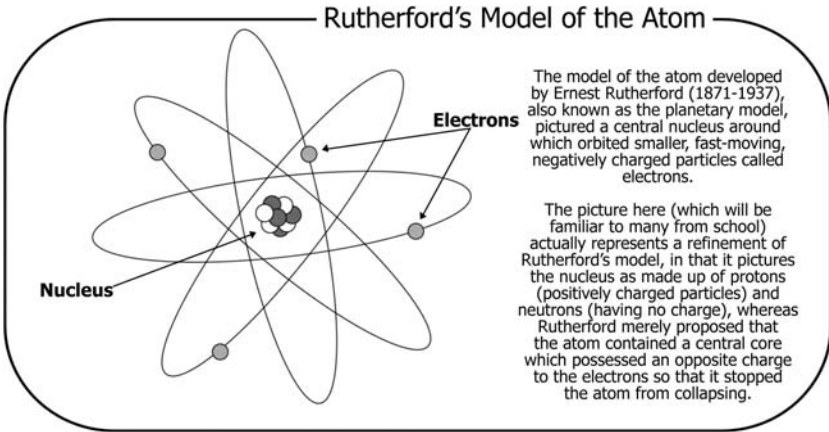 Rutherford's Model of the Atom
Electrons
Nucleus
The model of the atom developed
by Ernest Rutherford (1871-1937),
also known as the planetary model,
pictured a central nucleus around
which orbited smaller, fast-moving,
negatively charged particles called
electrons.
The picture here (which will be
familiar to many from school)
actually represents a refinement of
Rutherford's model, in that it pictures
the nucleus as made up of protons
(positively charged particles) and
neutrons (having no charge), whereas
Rutherford merely proposed that
the atom contained a central core
which possessed an opposite charge
to the electrons so that it stopped
the atom from collapsing.